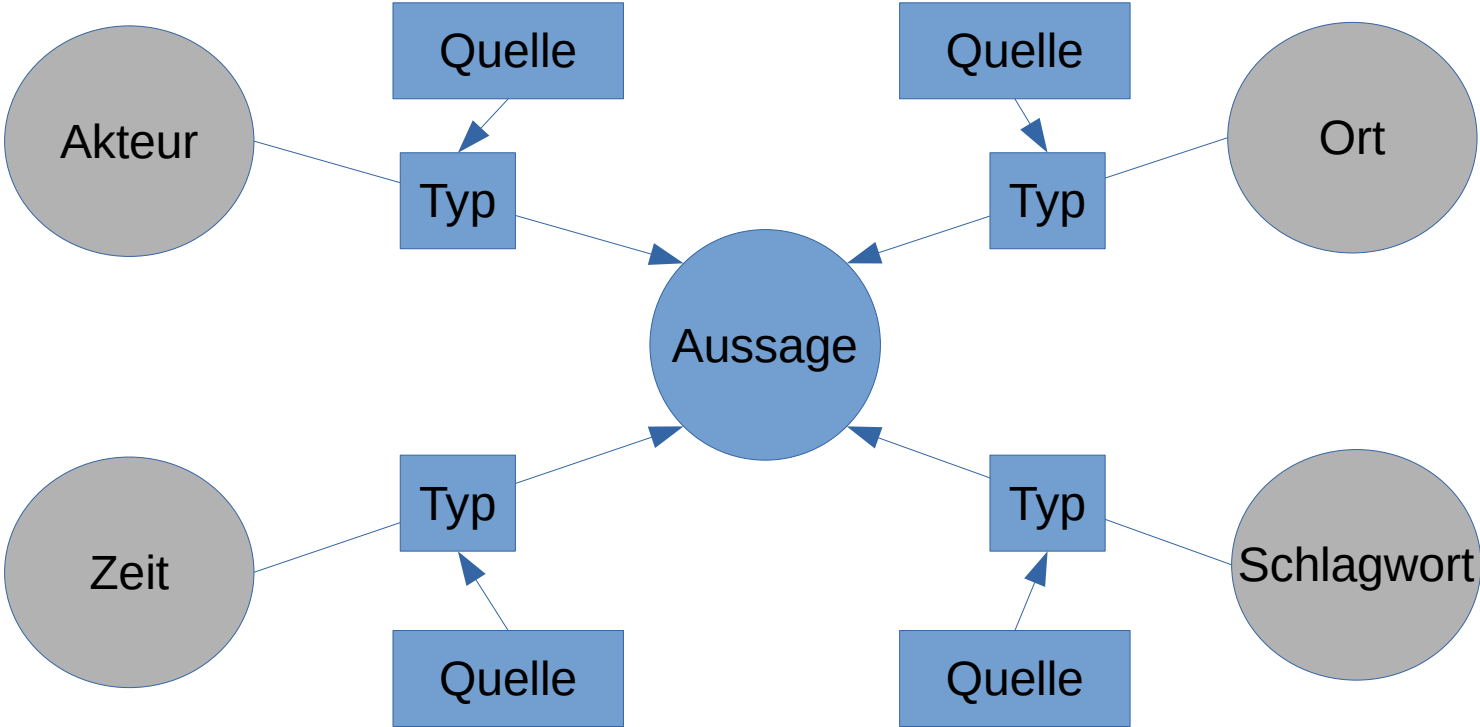 Quelle
Quelle
Akteur
Ort
Typ
Typ
Aussage
Typ
Typ
Zeit
Schlagwort
Quelle
Quelle